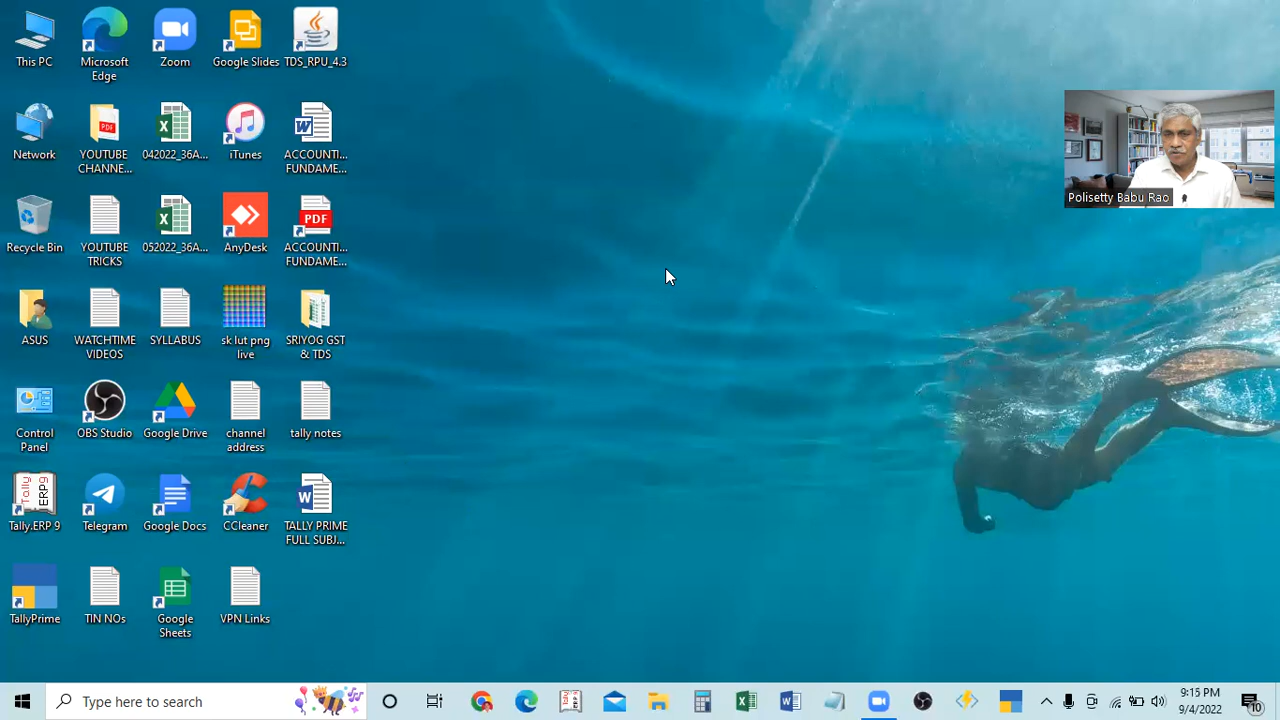 This PC
Microsoft
Edge
Zoom
Google Slides
TDS_RPU_4.3
Network
PDF
YOUTUBE
CHANNE...
042022_36A...
iTunes
ACCOUNTI...
FUNDAME...
Recycle Bin
YOUTUBE
TRICKS
052022_36A...
AnyDesk
PDF
ACCOUNTI...
FUNDAME...
ASUS
WATCHTIME
VIDEOS
SYLLABUS
sk lut png
live
SRIYOG GST
& TDS
Control
Panel
OBS Studio
Google Drive
channel
address
tally notes
Tally.ERP 9
Telegram
Google Docs
CCleaner
TALLY PRIME
FULL SUBJ...
TallyPrime
TIN NOs
Google
Sheets
VPN Links
Polisetty Babu Rao
Type here to search
9:15 PM
9/4/2022
10